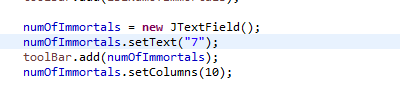 numOfImmortals = new JTextField();
numOfImmortals.setText("7");
toolBar.add(numOfImmortals);
numOfImmortals.setColumns(10);